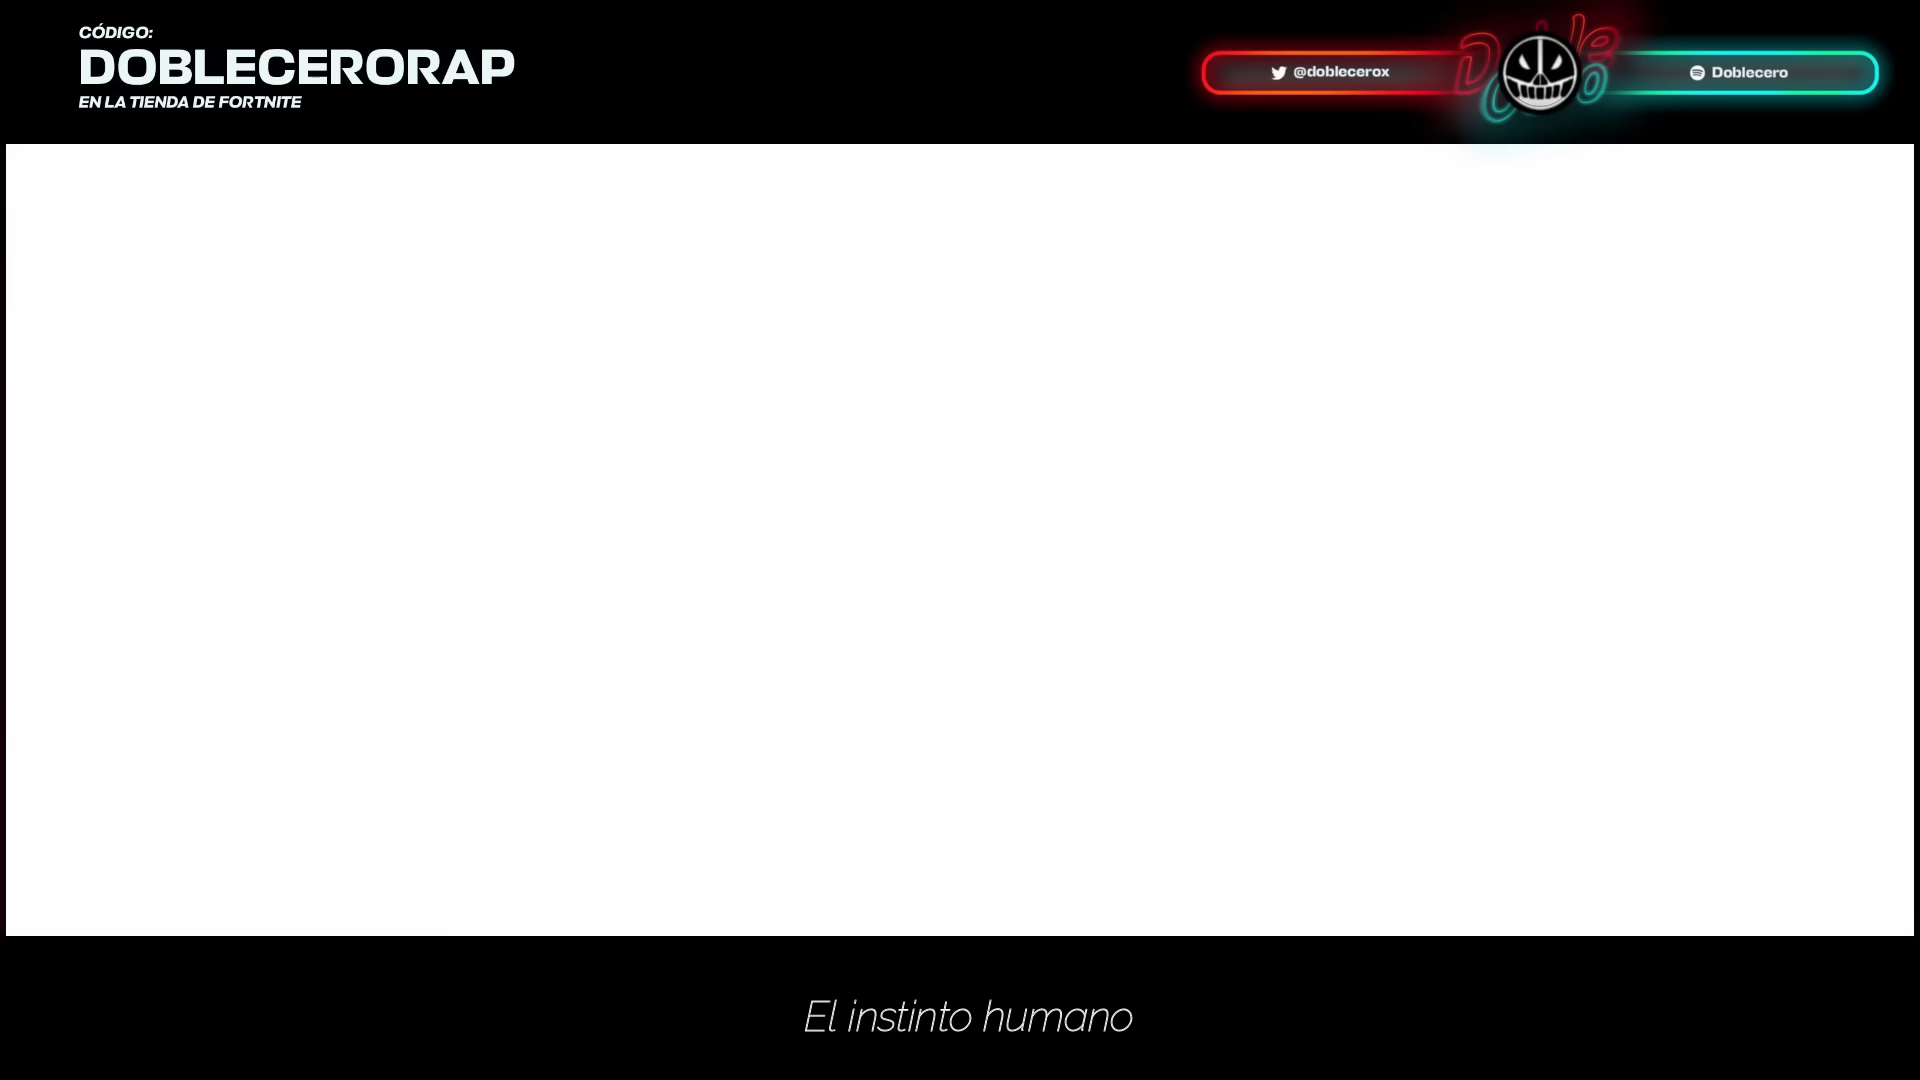 CÓDIGO:
DOBLECERORAP
EN LA TIENDA DE FORTNITE
@doblecerox
Doblecero
El instinto humano